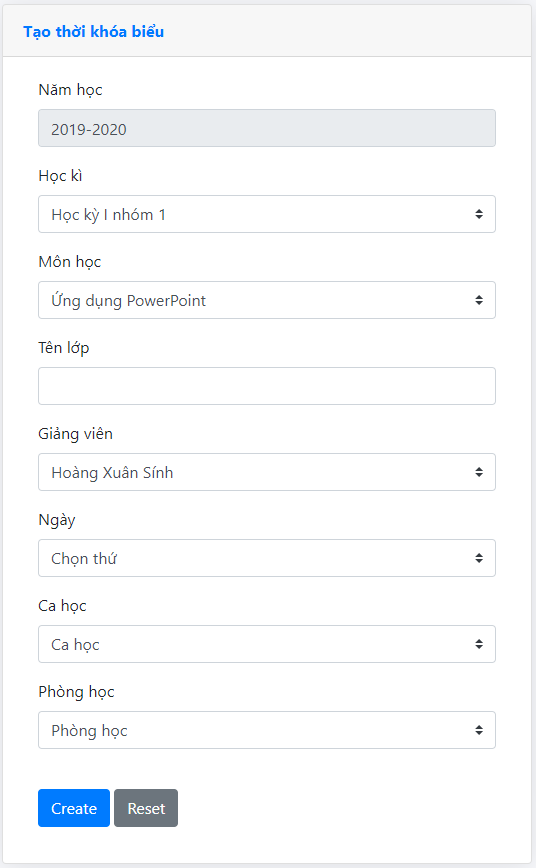 Tạo thời khóa biểu
Năm học
2019-2020
Học kì
Học kỳ I nhóm 1
Môn học
Ứng dụng PowerPoint
Tên lớp
Giảng viên
Hoàng Xuân Sính
Ngày
Chọn thứ
Ca học
Ca học
Phòng học
Phòng học
Create Reset